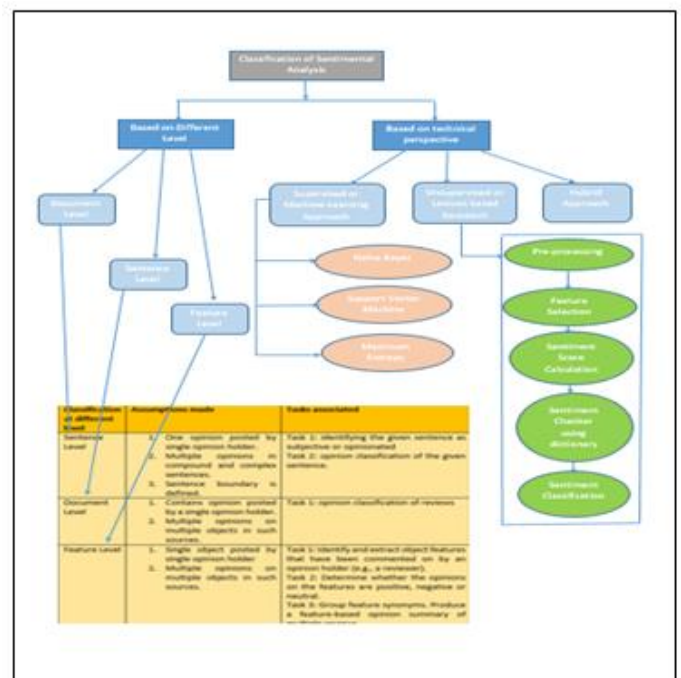 Classification of Sentimental
Analysis
Based on Different
Level
Based on technical
perspective
Document
Level
Sentence
Level
Feature
Level
Supervised or
Machine Learning
Approach
Unsupervised or
Lexicon based
Approach
Hybrid
Approach
Naïve Bayes
Support Vector
Machine
Maximum
Entropy
Pre-processing
Feature
Selection
Sentiment
Score
Calculation
Sentiment
Checker
using
dictionary
Sentiment
Classification
Classification
at different
level
Assumptions made
Tasks associated
Sentence
Level
1. One opinion posted by
single opinion holder.
2. Multiple opinions in
compound and complex
sentences.
3. Sentence boundary is
defined.
Task 1: identifying the given sentence as
subjective or opinionated
Task 2: opinion classification of the given
sentence.
Document
Level
1. Contains opinion posted
by a single opinion holder.
2. Multiple opinions on
multiple objects in such
sources.
Task 1: opinion classification of reviews
Feature Level
1. Single object posted by
single opinion holder
2. Multiple opinions on
multiple objects in such
sources.
Task 1: Identify and extract object features
that have been commented on by an
opinion holder (e.g., a reviewer).
Task 2: Determine whether the opinions
on the features are positive, negative or
neutral.
Task 3: Group feature synonyms. Produce
a feature-based opinion summary of